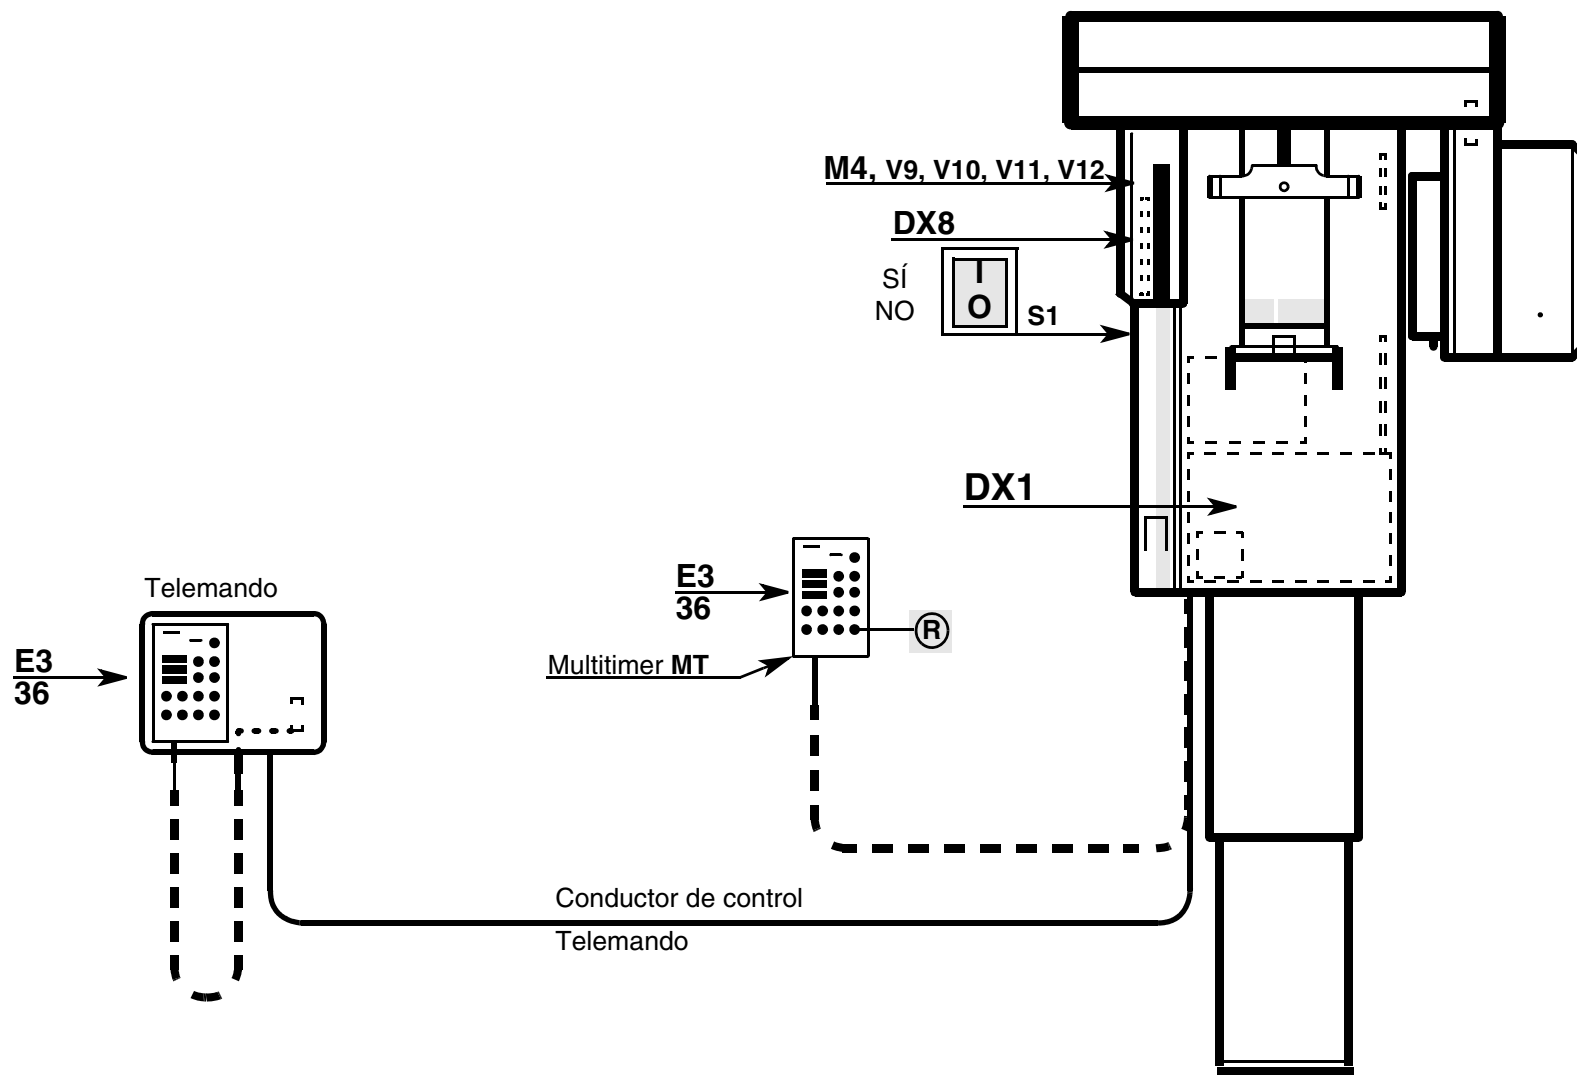 M4, V9, V10, V11, V12
DX8
SÍ
NO
I
O
S1
DX1
E3
36
R
Multitimer MT
Telemando
E3
36
Conductor de control
Telemando